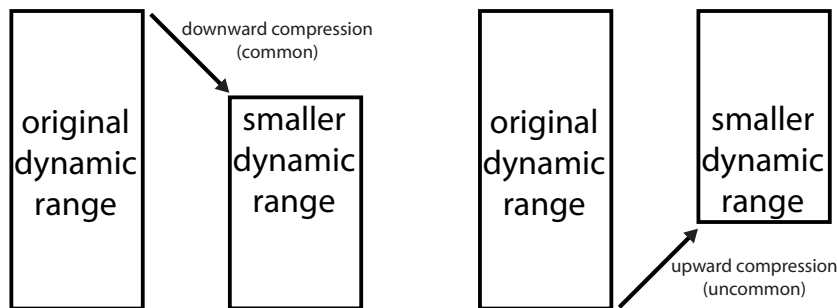 original
dynamic
range
downward compression
(common)
smaller
dynamic
range
original
dynamic
range
smaller
dynamic
range
upward compression
(uncommon)